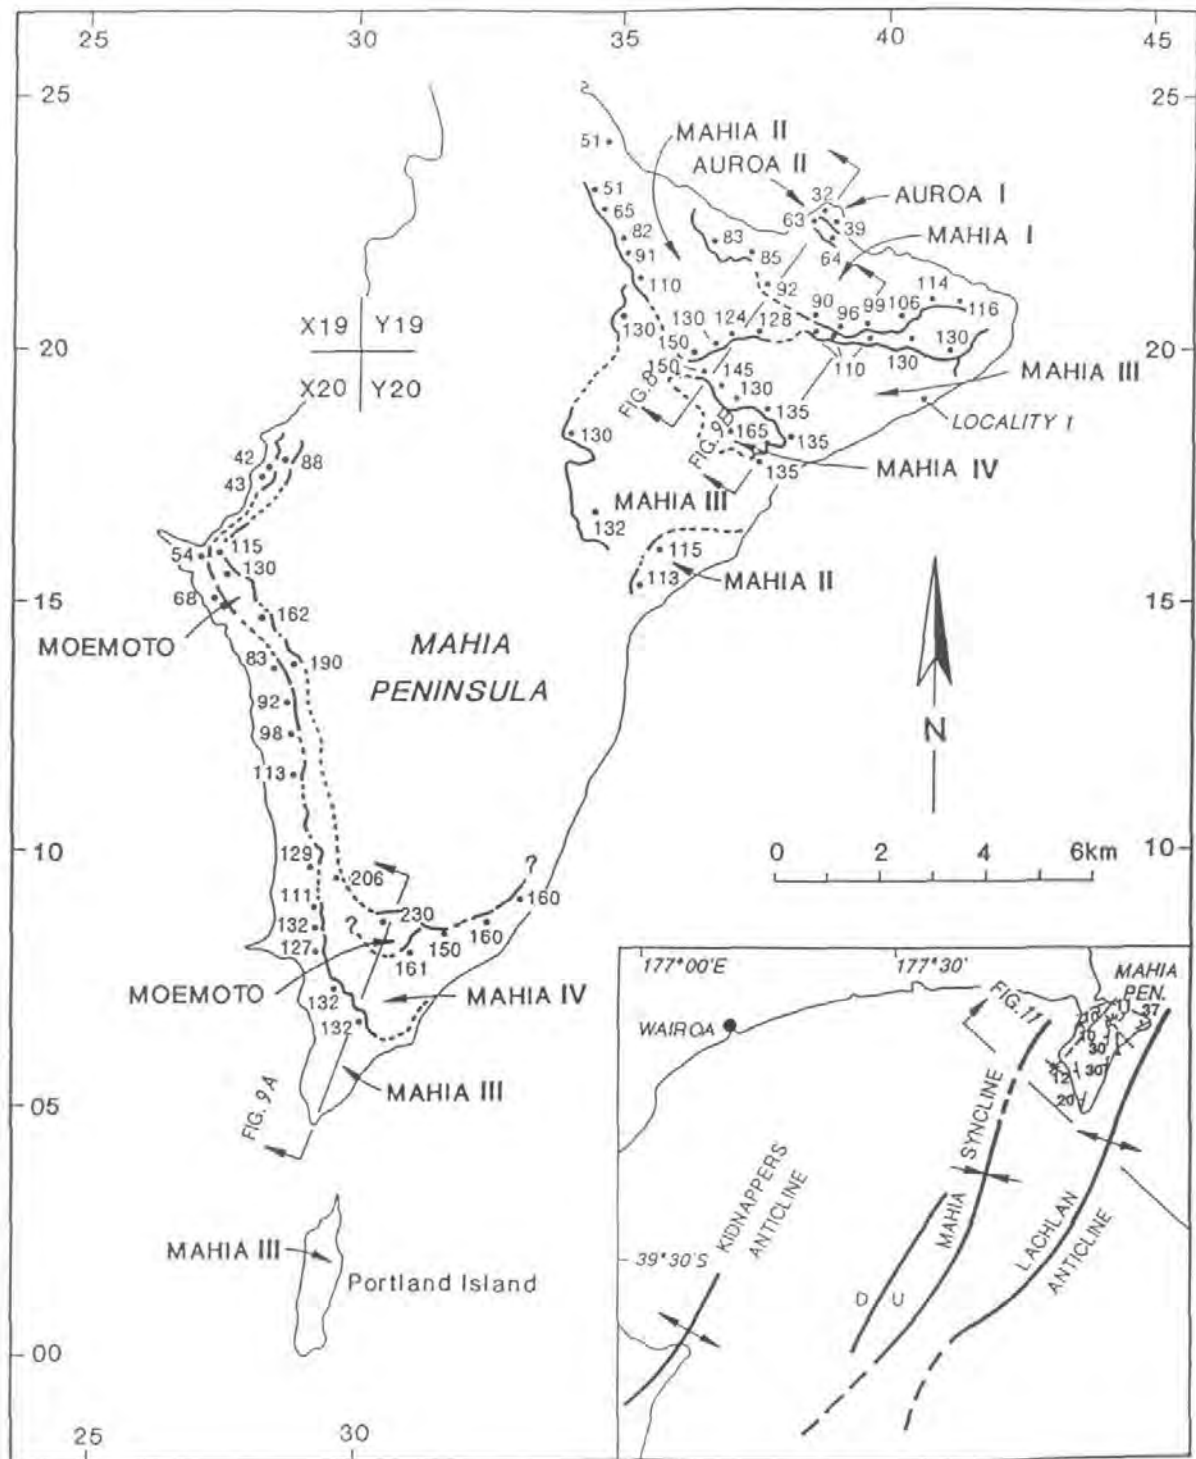 25 30 35 40 45
25 25
MAHIA II
51
AUROA II
32
AUROA I
51
63
39
65
MAHIA I
82 83
64
91 85
114
110 92 90 99 106
96 116
X19 Y19
130 130 124 128
20 150 130 20
150 145 110 130
X20 Y20
MAHIA III
FIG. 8 130
135
LOCALITY 1
130 165
135
42 88
FIG. 9B
MAHIA IV
43
135
MAHIA III
132
54 115
115
130
MAHIA II
113
15 68 15
162
MOEMOTO
MAHIA
83 190
PENINSULA
92
98
N
113
10 10
0 2 4 6km
129 ?
206
111 160
230
? 160
132
127 150
161
MOEMOTO
MAHIA IV
132
132
MAHIA III
05
FIG. 9A
MAHIA III
Portland Island
00
25 30
177°00'E 177°30'
MAHIA
PEN.
FIG. 11
37
WAIROA
10
30
30
12
20
SYNCLINE
MAHIA
KIDNAPPERS
ANTICLINE
LACHLAN
ANTICLINE
39°30'S
D U